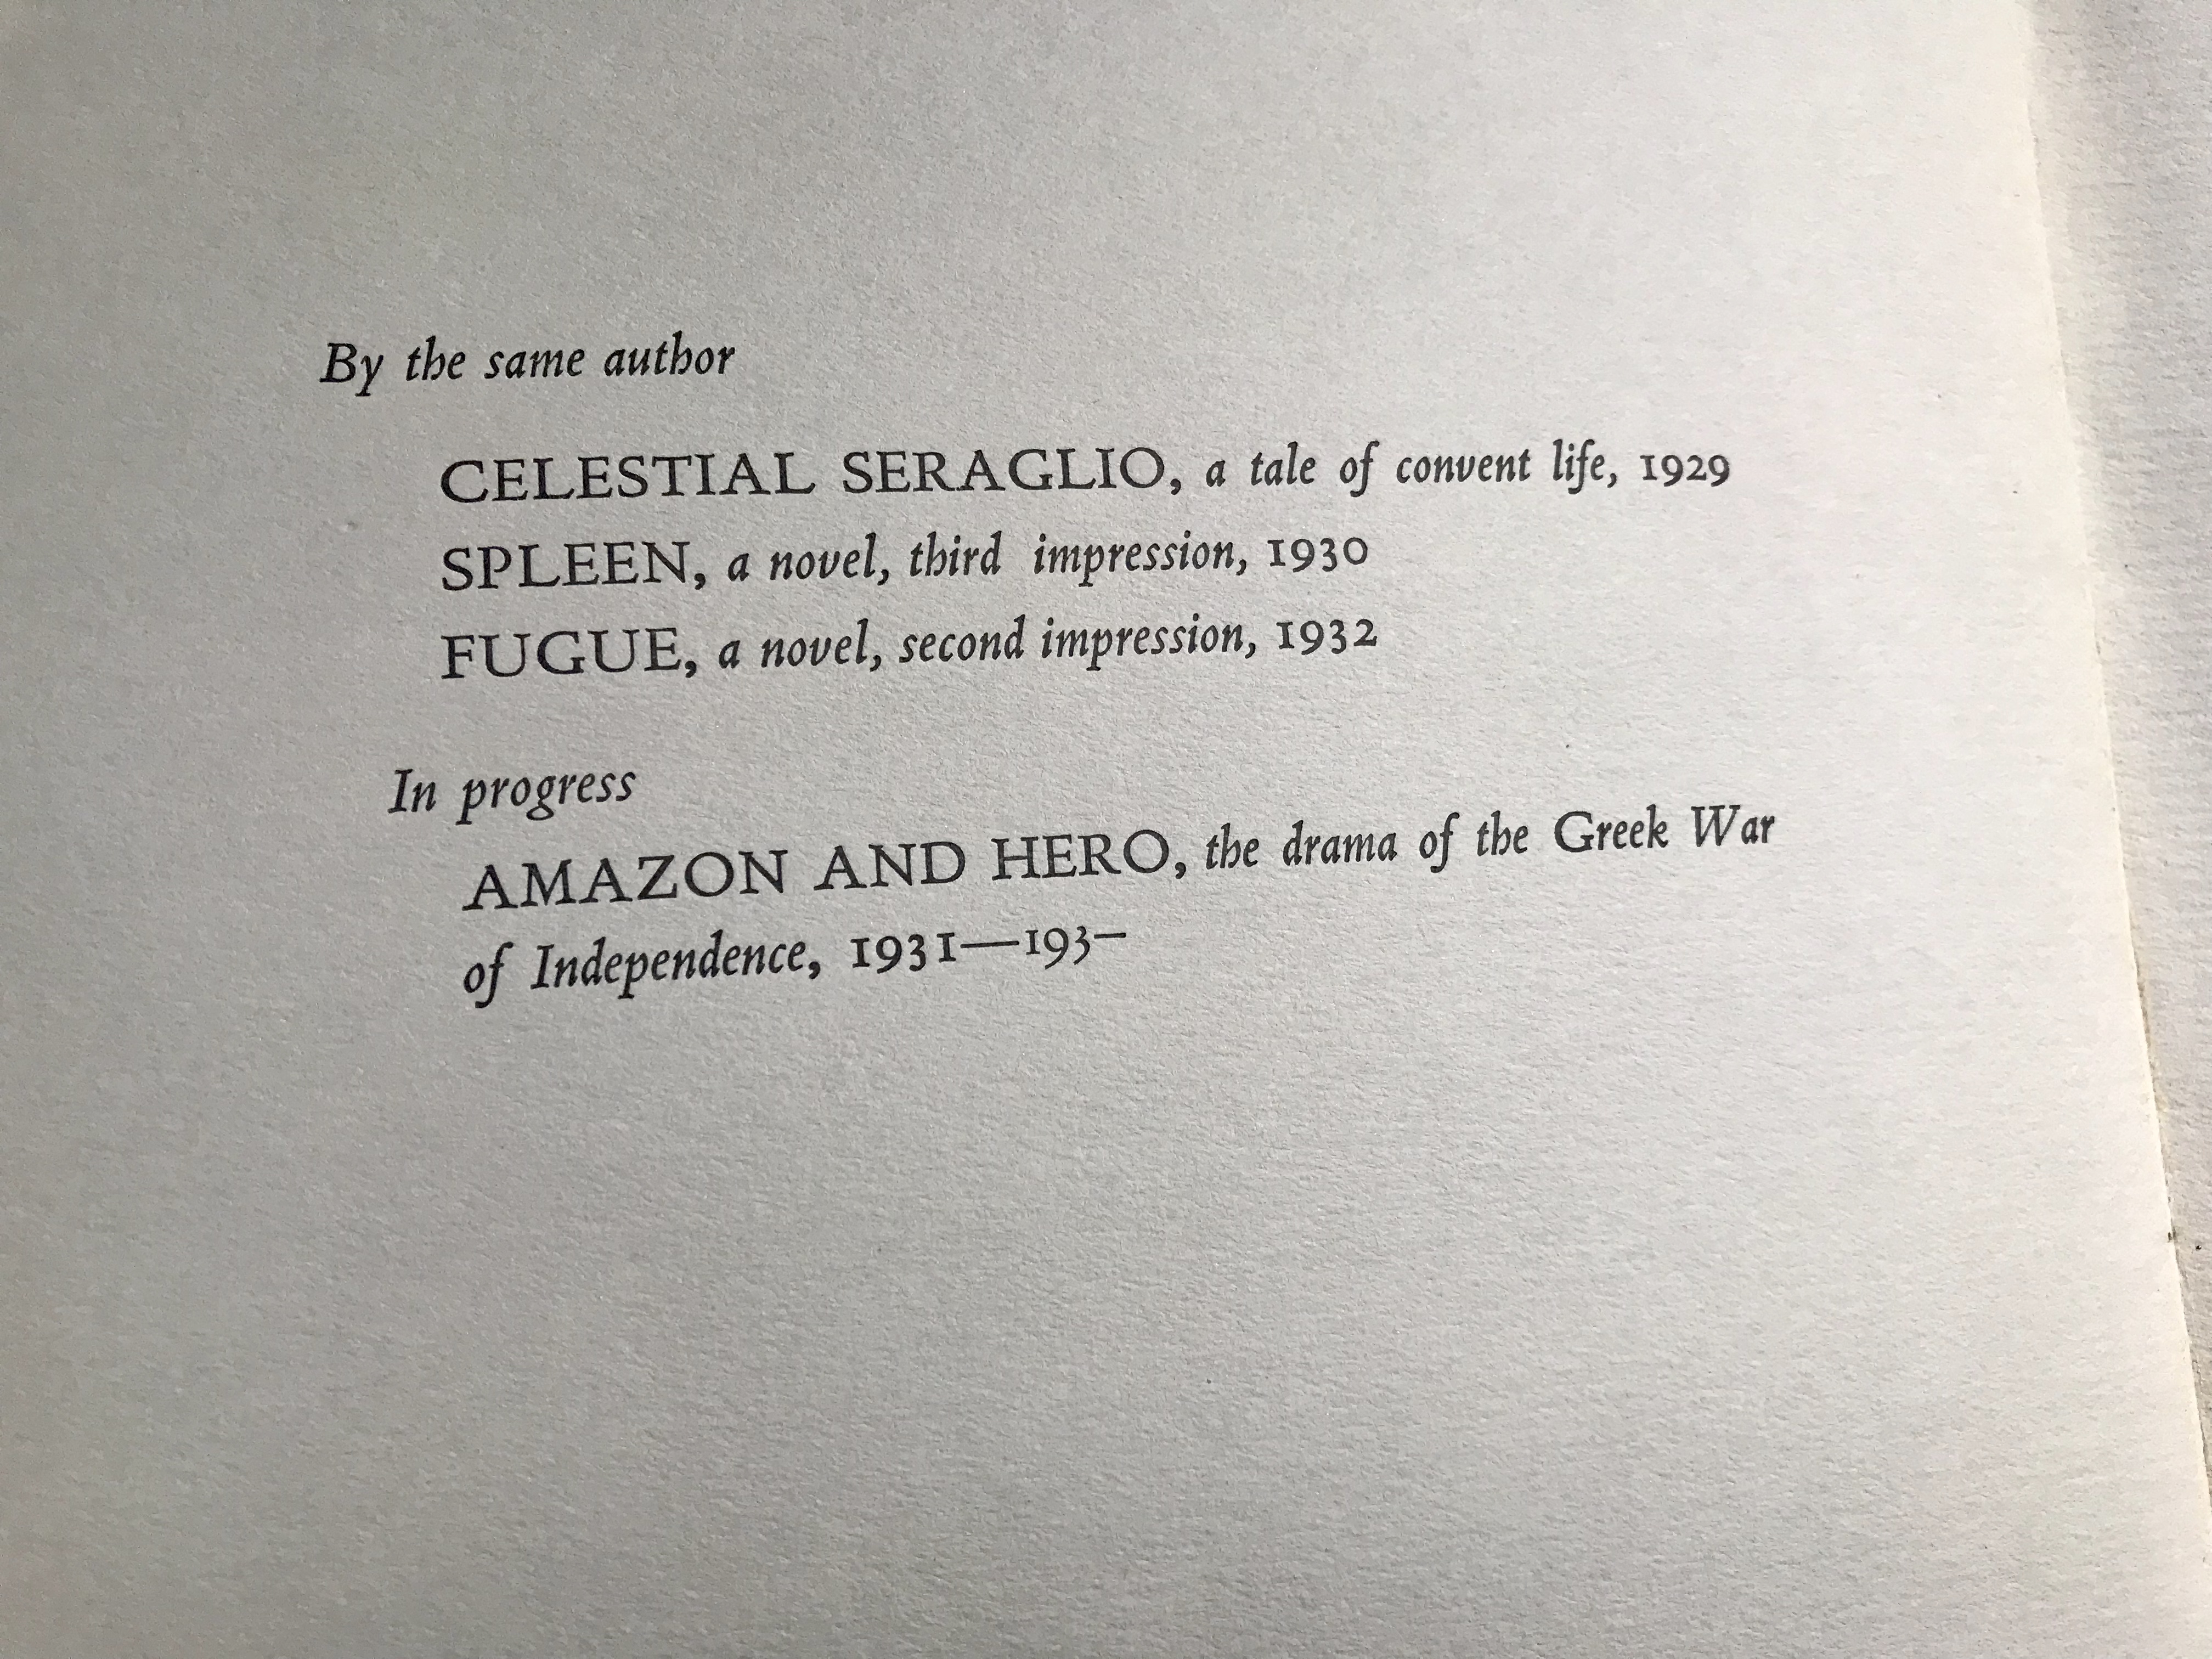 By the same author
CELESTIAL SERAGLIO, a tale of convent life, 1929
SPLEEN, a novel, third impression, 1930
FUGUE, a novel, second impression, 1932
In progress
AMAZON AND HERO, the drama of the Greek War
of Independence, 1931—193–